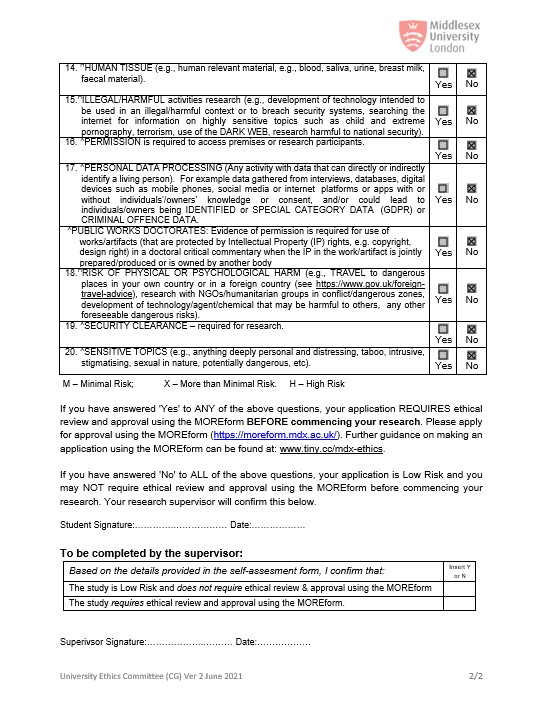 Middlesex
University
London
14. ^HUMAN TISSUE (e.g., human relevant material, e.g., blood, saliva, urine, breast milk,
faecal material).
Yes No
15.^ILLEGAL/HARMFUL activities research (e.g., development of technology intended to
be used in an illegal/harmful context or to breach security systems, searching the
internet for information on highly sensitive topics such as child and extreme
pornography, terrorism, use of the DARK WEB, research harmful to national security).
Yes No
16. ^PERMISSION is required to access premises or research participants.
Yes No
17. ^PERSONAL DATA PROCESSING (Any activity with data that can directly or indirectly
identify a living person). For example data gathered from interviews, databases, digital
devices such as mobile phones, social media or internet platforms or apps with or
without individuals'/owners' knowledge or consent, and/or could lead to
individuals/owners being IDENTIFIED or SPECIAL CATEGORY DATA (GDPR) or
CRIMINAL OFFENCE DATA.
Yes No
^PUBLIC WORKS DOCTORATES: Evidence of permission is required for use of
works/artifacts (that are protected by Intellectual Property (IP) rights, e.g. copyright,
design right) in a doctoral critical commentary when the IP in the work/artifact is jointly
prepared/produced or is owned by another body
Yes No
18.^RISK OF PHYSICAL OR PSYCHOLOGICAL HARM (e.g., TRAVEL to dangerous
places in your own country or in a foreign country (see https://www.gov.uk/foreign-
travel-advice), research with NGOs/humanitarian groups in conflict/dangerous zones,
development of technology/agent/chemical that may be harmful to others, any other
foreseeable dangerous risks).
Yes No
19. ^SECURITY CLEARANCE – required for research.
Yes No
20. ^SENSITIVE TOPICS (e.g., anything deeply personal and distressing, taboo, intrusive,
stigmatising, sexual in nature, potentially dangerous, etc).
Yes No
M – Minimal Risk; X – More than Minimal Risk. H – High Risk
If you have answered 'Yes' to ANY of the above questions, your application REQUIRES ethical
review and approval using the MOREform BEFORE commencing your research. Please apply
for approval using the MOREform (https://moreform.mdx.ac.uk/). Further guidance on making an
application using the MOREform can be found at: www.tiny.cc/mdx-ethics.
If you have answered 'No' to ALL of the above questions, your application is Low Risk and you
may NOT require ethical review and approval using the MOREform before commencing your
research. Your research supervisor will confirm this below.
Student Signature:…………………………… Date:………………
To be completed by the supervisor:
Based on the details provided in the self-assesment form, I confirm that:
Insert Y
or N
The study is Low Risk and does not require ethical review & approval using the MOREform
The study requires ethical review and approval using the MOREform.
Superivsor Signature:………………………… Date:………………
University Ethics Committee (CG) Ver 2 June 2021 2/2